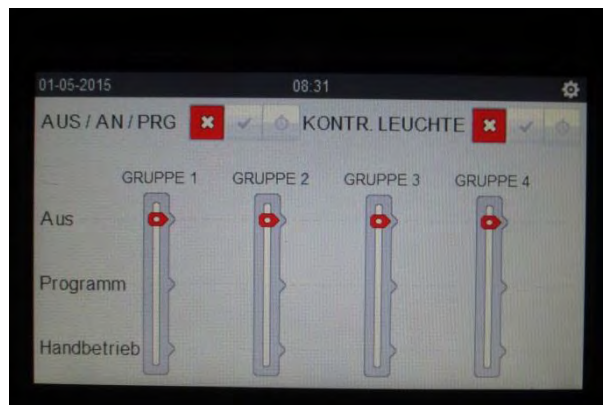 01-05-2015 08:31
AUS / AN / PRG KONTR. LEUCHTE
GRUPPE 1 GRUPPE 2 GRUPPE 3 GRUPPE 4
Aus
Programm
Handbetrieb